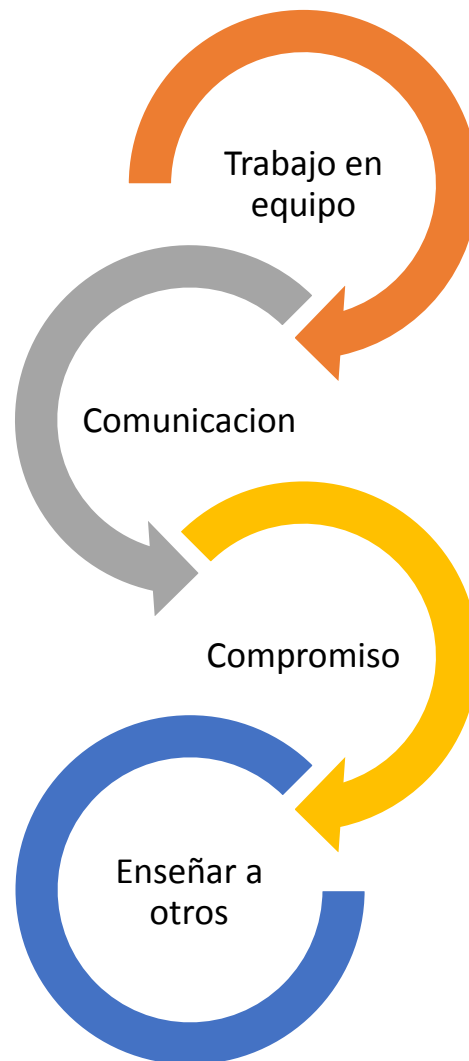 Trabajo en
equipo
Comunicacion
Compromiso
Enseñar a
otros